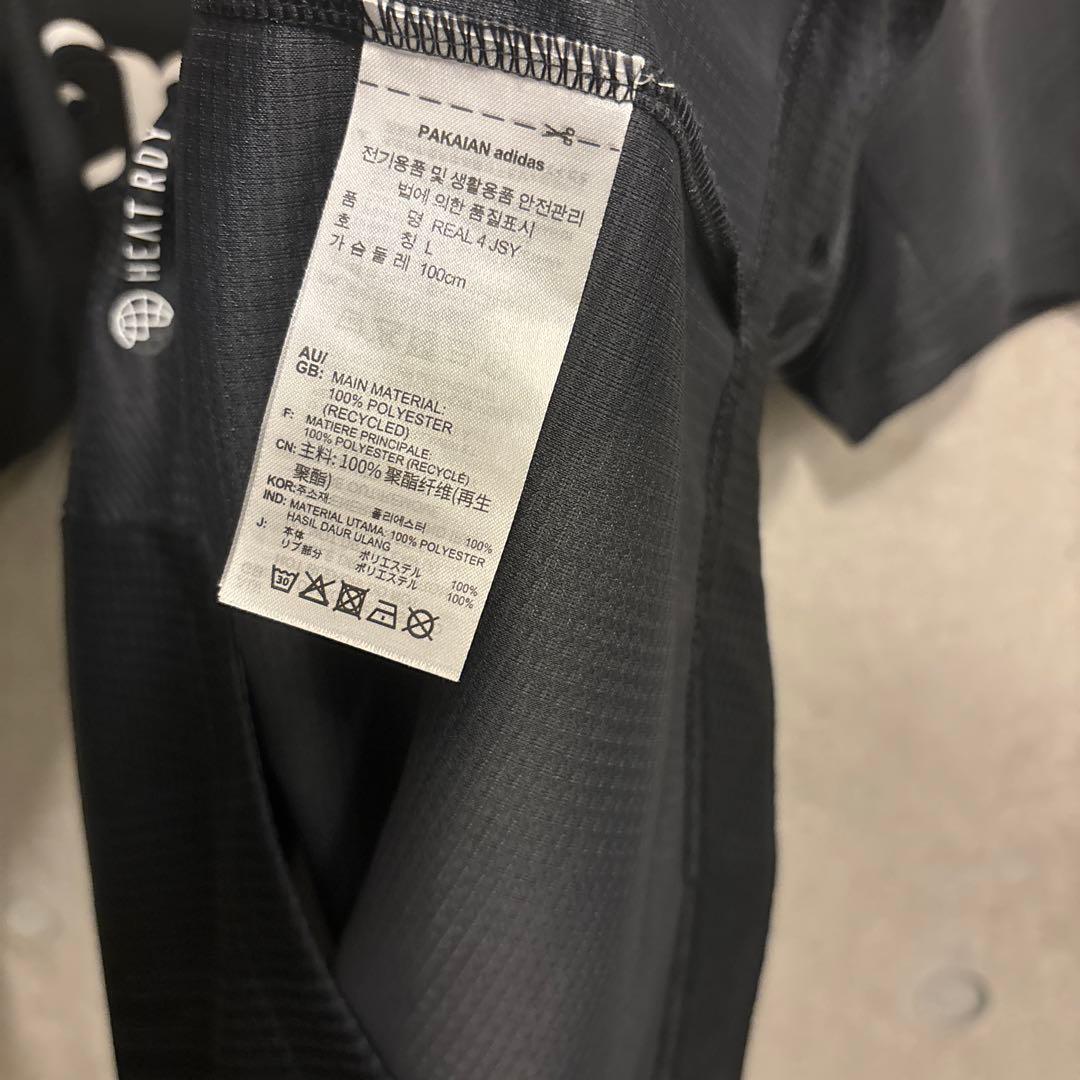 HEAT.RDY
PAKAIAN adidas
전기용품 및 생활용품 안전관리
법에 의한 품질표시
품 명 REAL 4 JSY
호 칭 L
가 슴 둘 레 100cm
AU/
GB: MAIN MATERIAL:
100% POLYESTER
(RECYCLED)
F: MATIERE PRINCIPALE:
100% POLYESTER (RECYCLÉ)
CN: 主料: 100% 聚酯纤维(再生
聚酯)
KOR: 주소재: 폴리에스터 100%
IND: MATERIAL UTAMA: 100% POLYESTER
HASIL DAUR ULANG
J: 本体 ポリエステル 100%
リブ部分 ポリエステル 100%
30